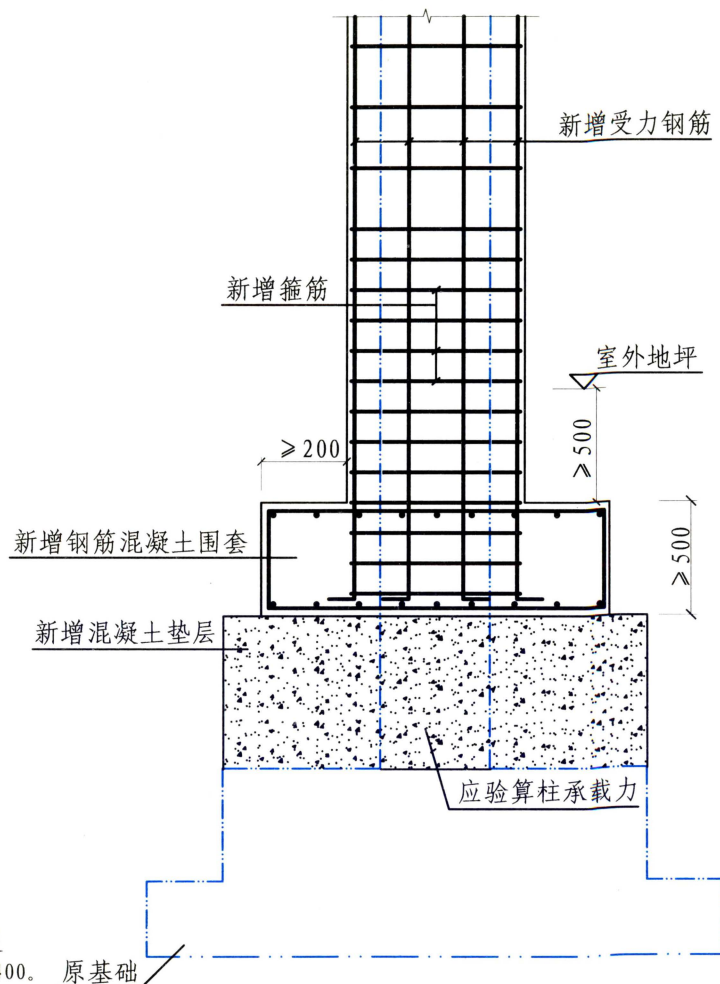 新增受力钢筋
新增箍筋
室外地坪
≥200
≥500
新增钢筋混凝土围套
≥500
新增混凝土垫层
应验算柱承载力
00。 原基础